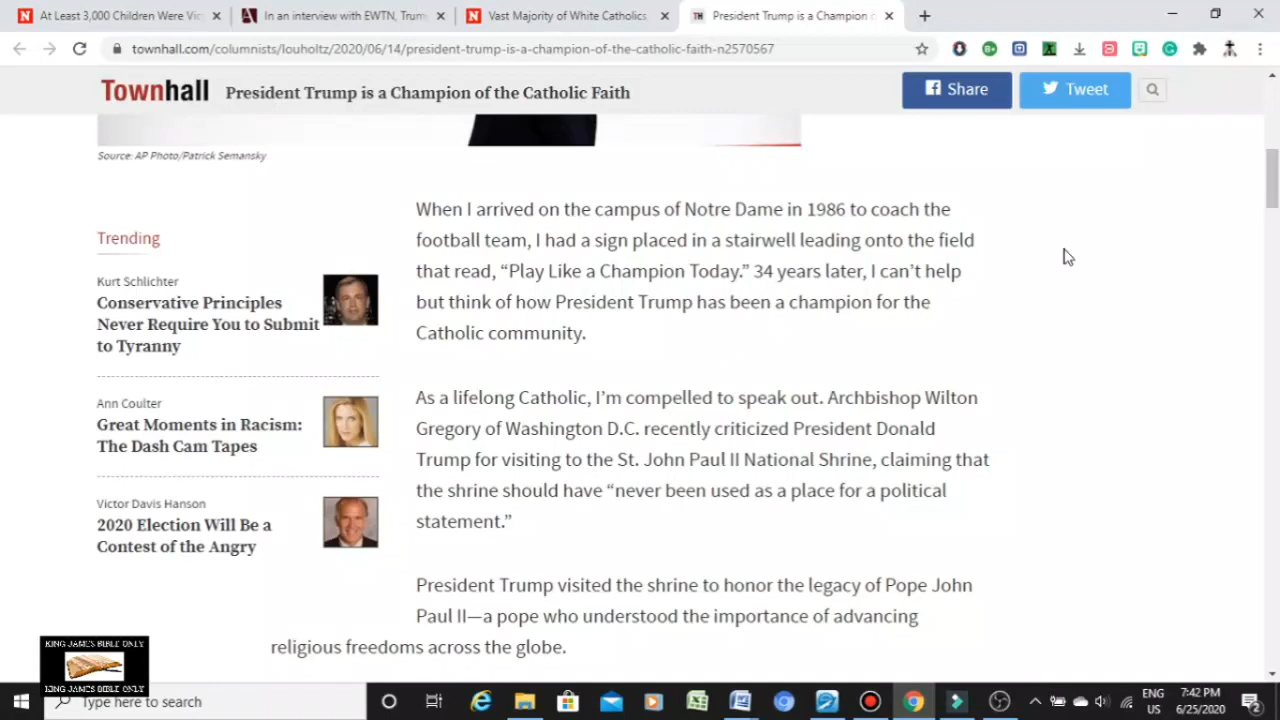 At Least 3,000 Children Were Vic
In an interview with EWTN, Trum
Vast Majority of White Catholics
President Trump is a Champion o
townhall.com/columnists/louholtz/2020/06/14/president-trump-is-a-champion-of-the-catholic-faith-n2570567
Townhall
President Trump is a Champion of the Catholic Faith
Share
Tweet
Source: AP Photo/Patrick Semansky
Trending
Kurt Schlichter
Conservative Principles
Never Require You to Submit
to Tyranny
Ann Coulter
Great Moments in Racism:
The Dash Cam Tapes
Victor Davis Hanson
2020 Election Will Be a
Contest of the Angry
When I arrived on the campus of Notre Dame in 1986 to coach the
football team, I had a sign placed in a stairwell leading onto the field
that read, “Play Like a Champion Today.” 34 years later, I can’t help
but think of how President Trump has been a champion for the
Catholic community.
As a lifelong Catholic, I’m compelled to speak out. Archbishop Wilton
Gregory of Washington D.C. recently criticized President Donald
Trump for visiting to the St. John Paul II National Shrine, claiming that
the shrine should have “never been used as a place for a political
statement.”
President Trump visited the shrine to honor the legacy of Pope John
Paul II—a pope who understood the importance of advancing
religious freedoms across the globe.
KING JAMES BIBLE ONLY
KING JAMES BIBLE ONLY
Type here to search
ENG
US
7:42 PM
6/25/2020
2